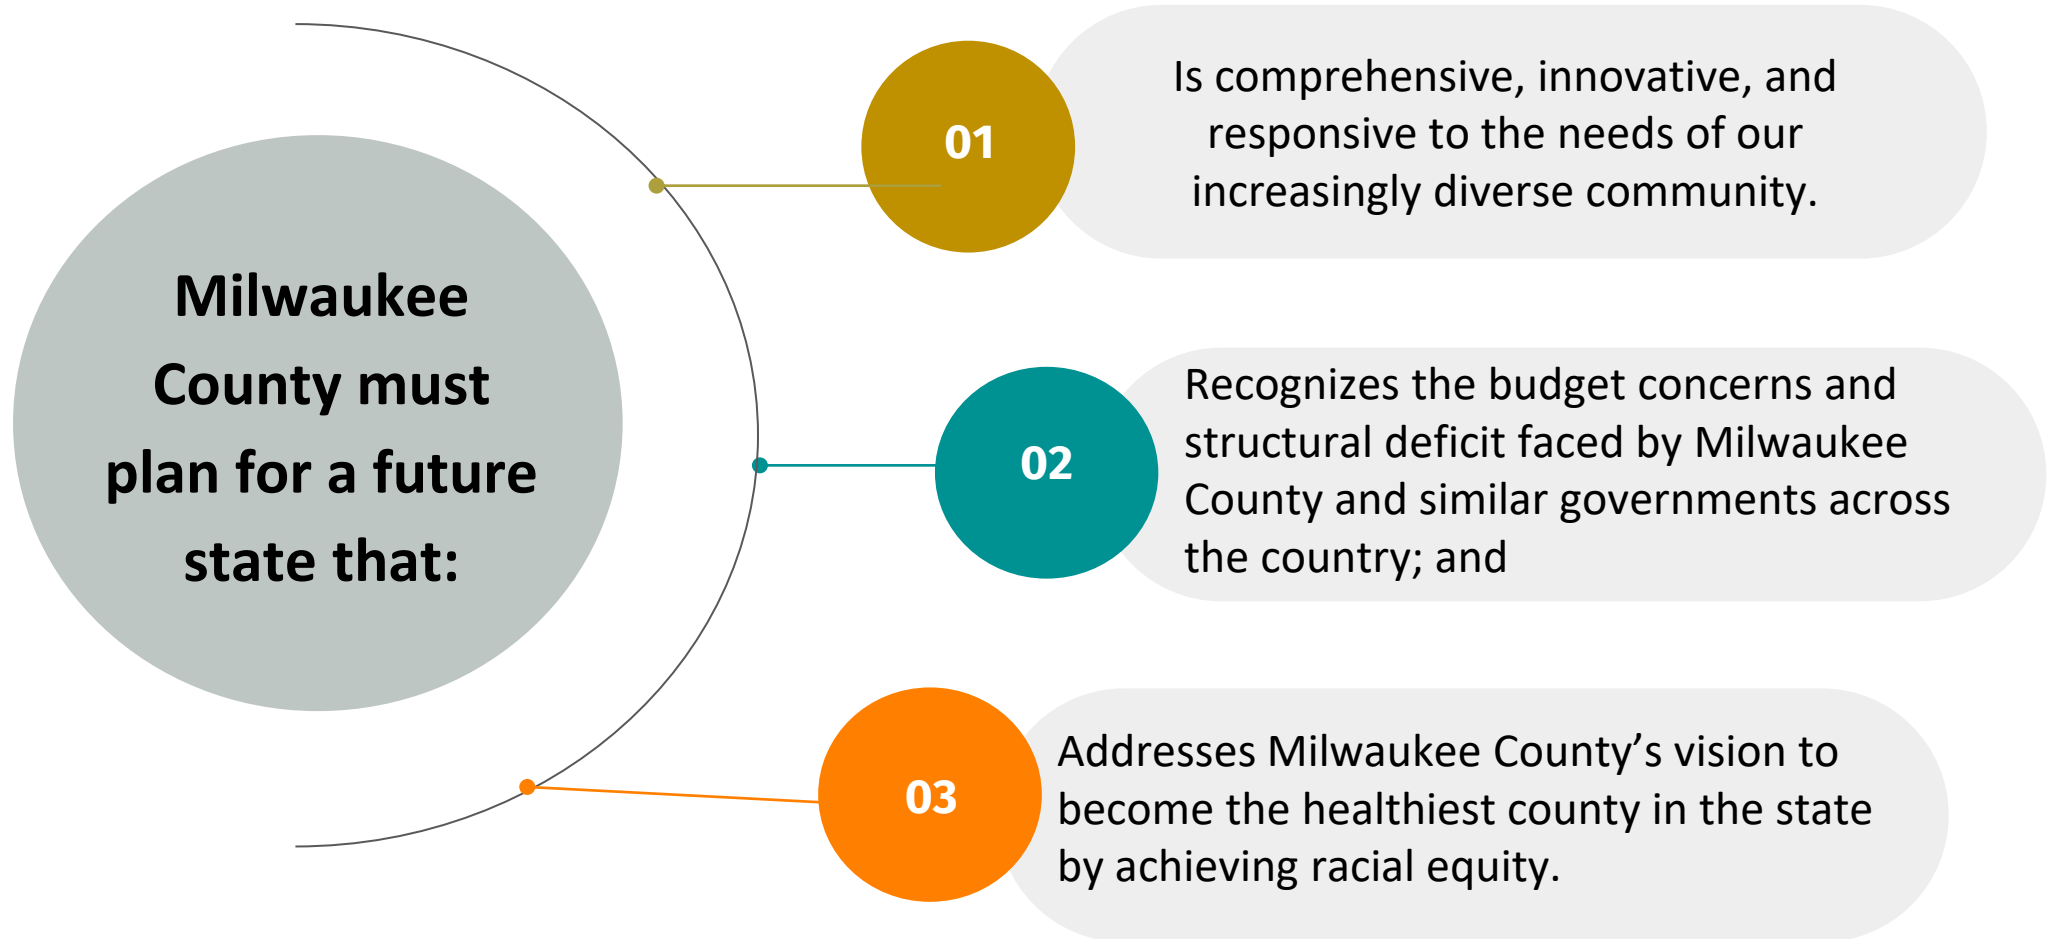 Milwaukee
County must
plan for a future
state that:
01
Is comprehensive, innovative, and
responsive to the needs of our
increasingly diverse community.
02
Recognizes the budget concerns and
structural deficit faced by Milwaukee
County and similar governments across
the country; and
03
Addresses Milwaukee County’s vision to
become the healthiest county in the state
by achieving racial equity.